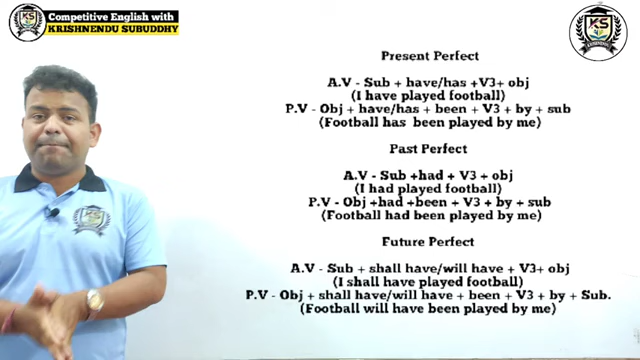 Competitive English with
KRISHNENDU SUBUDDHY
KS
KS
KS
Present Perfect
A.V - Sub + have/has +V3+ obj
(I have played football)
P.V - Obj + have/has + been + V3 + by + sub
(Football has been played by me)
Past Perfect
A.V - Sub +had + V3 + obj
(I had played football)
P.V - Obj +had +been + V3 + by + sub
(Football had been played by me)
Future Perfect
A.V - Sub + shall have/will have + V3+ obj
(I shall have played football)
P.V - Obj + shall have/will have + been + V3 + by + Sub.
(Football will have been played by me)